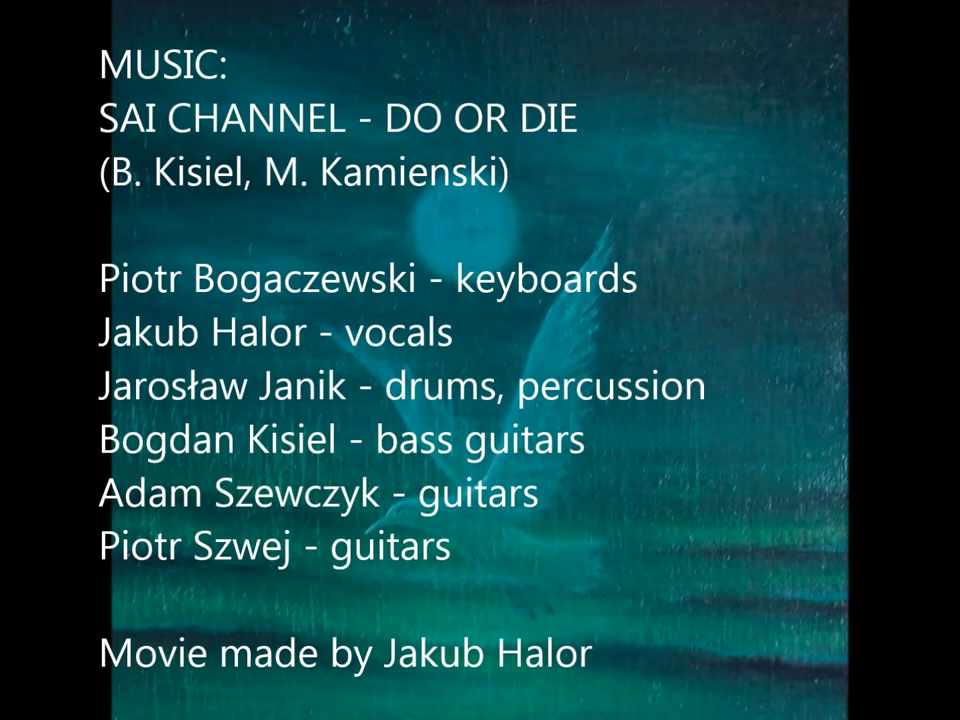 MUSIC:
SAI CHANNEL - DO OR DIE
(B. Kisiel, M. Kamienski)
Piotr Bogaczewski - keyboards
Jakub Halor - vocals
Jarosław Janik - drums, percussion
Bogdan Kisiel - bass guitars
Adam Szewczyk - guitars
Piotr Szwej - guitars
Movie made by Jakub Halor